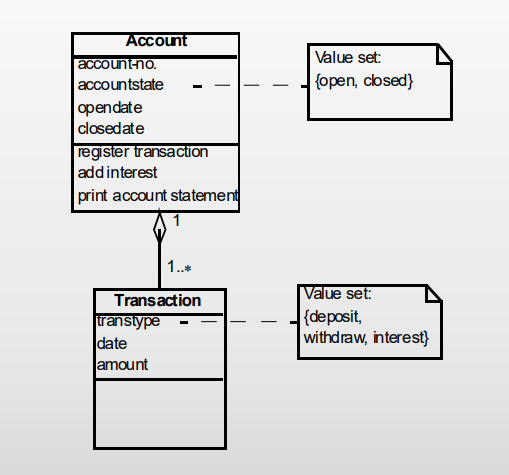 Account
account-no.
accountstate
opendate
closedate
register transaction
add interest
print account statement
Value set:
{open, closed}
1
1..*
Transaction
transtype
date
amount
Value set:
{deposit,
withdraw, interest}